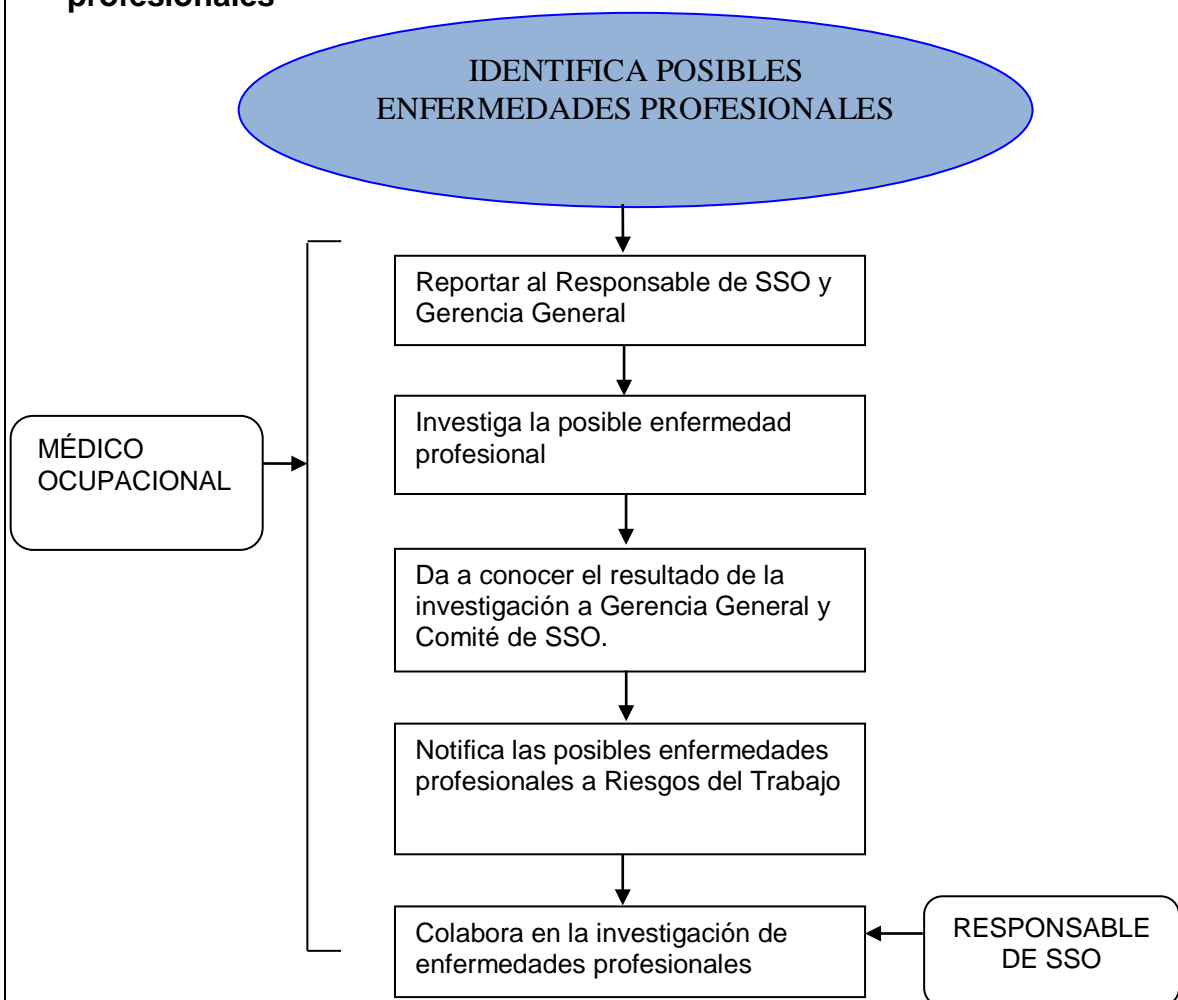 profesionales
IDENTIFICA POSIBLES
ENFERMEDADES PROFESIONALES
Reportar al Responsable de SSO y
Gerencia General
Investiga la posible enfermedad
profesional
MÉDICO
OCUPACIONAL
Da a conocer el resultado de la
investigación a Gerencia General y
Comité de SSO.
Notifica las posibles enfermedades
profesionales a Riesgos del Trabajo
Colabora en la investigación de
enfermedades profesionales
RESPONSABLE
DE SSO